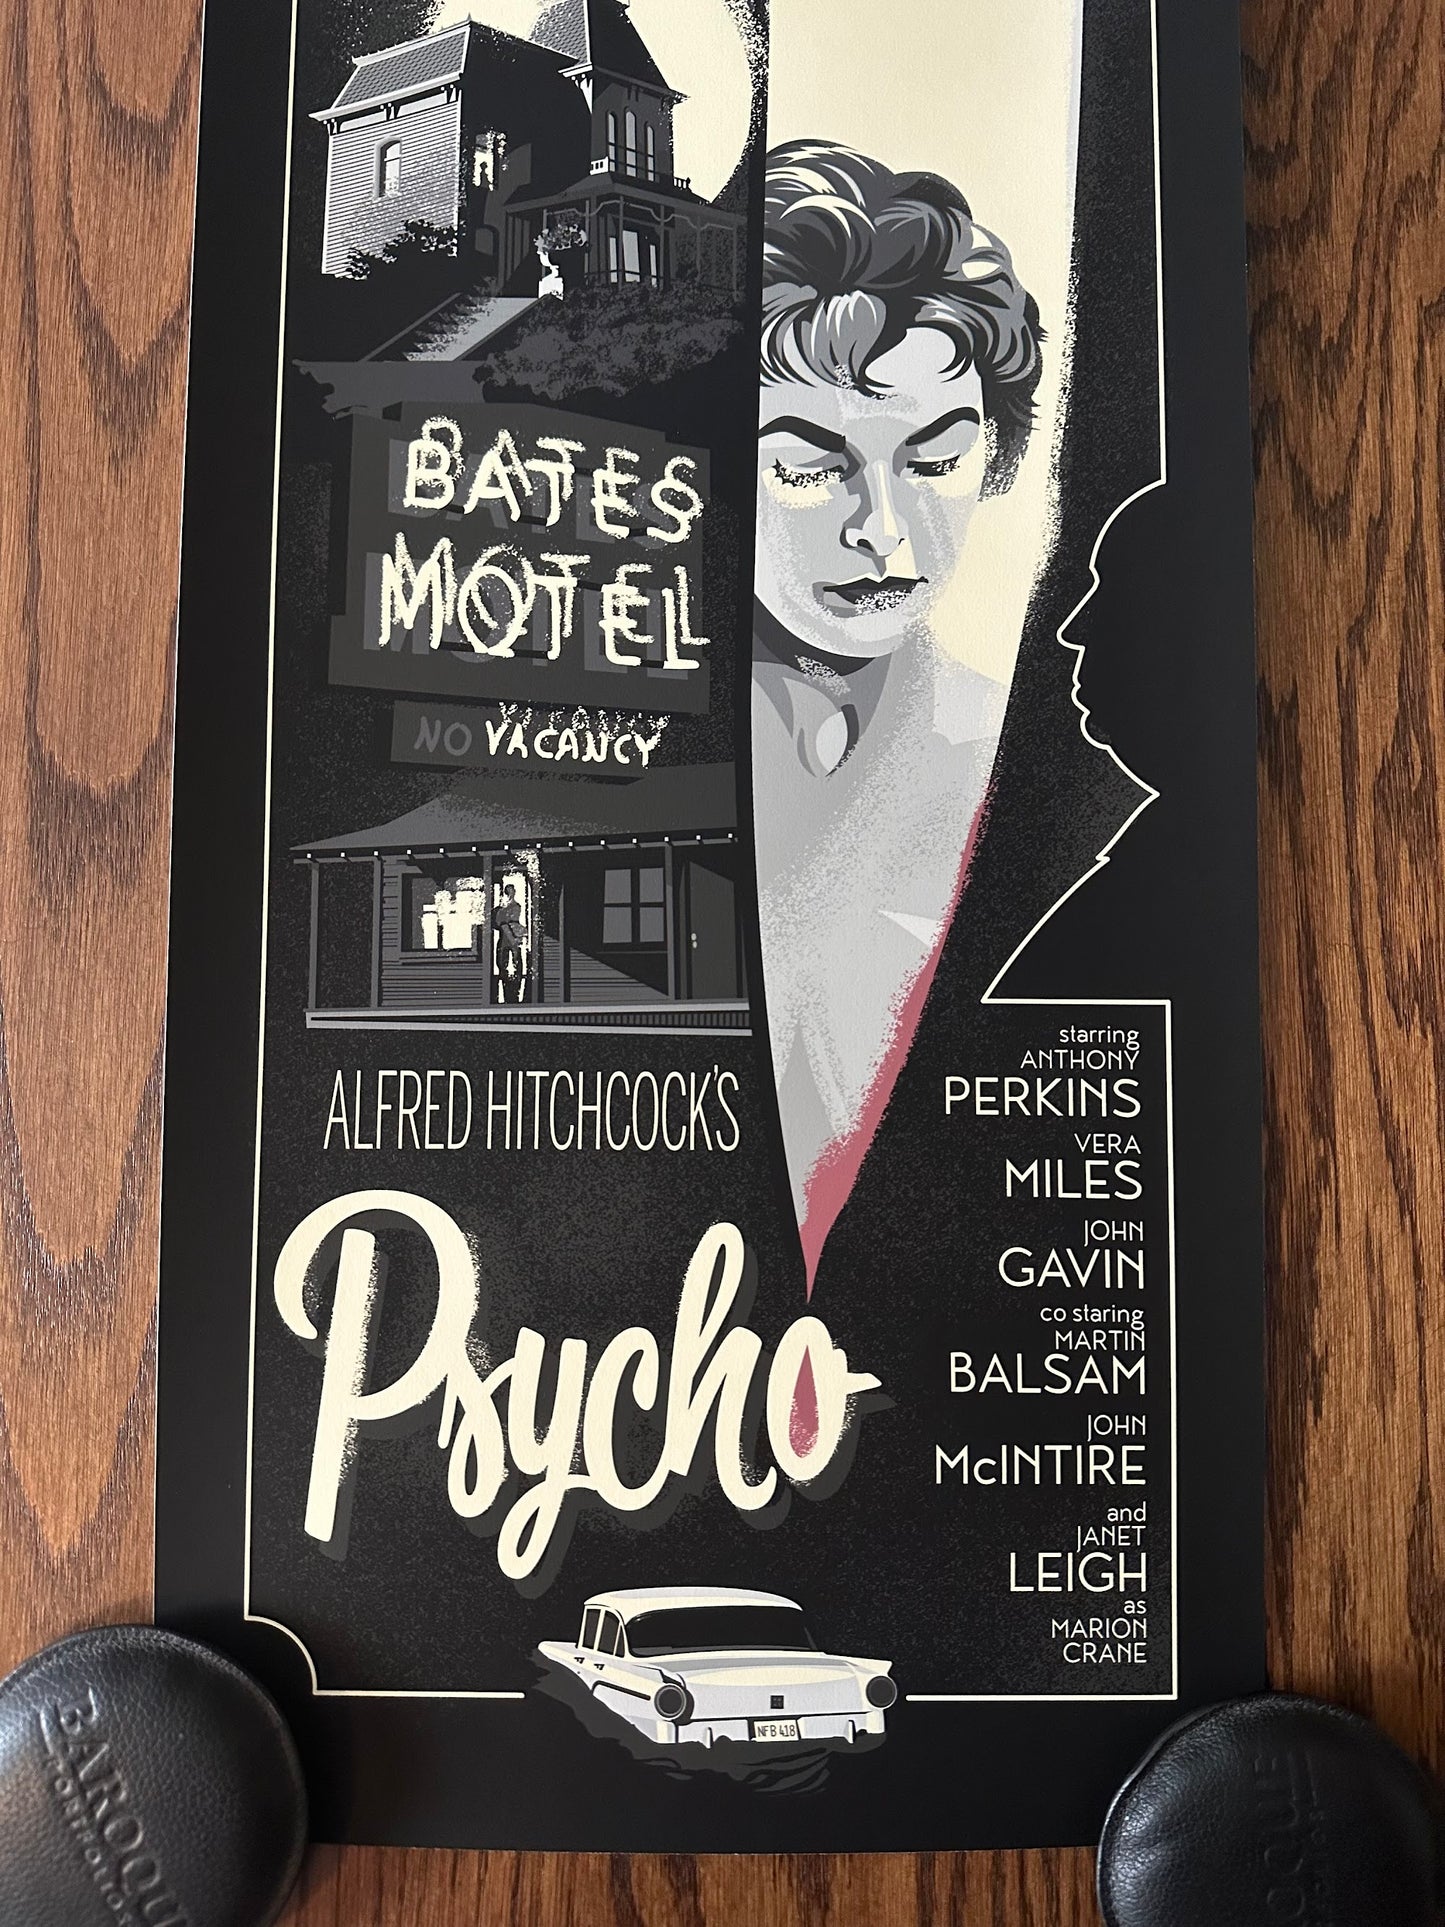 BATES
MOTEL
NO VACANCY
ALFRED HITCHCOCK'S
Psycho
starring
ANTHONY
PERKINS
VERA
MILES
JOHN
GAVIN
co staring
MARTIN
BALSAM
JOHN
McINTIRE
and
JANET
LEIGH
as
MARION
CRANE
NFB 418